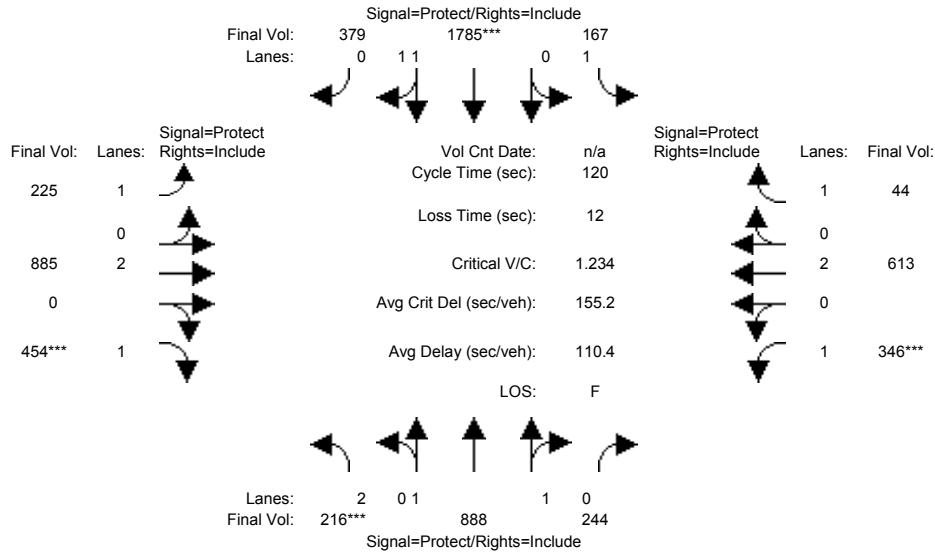 Signal=Protect/Rights=Include
Final Vol: 379 1785*** 167
Lanes: 0 1 1 0 1
Signal=Protect
Final Vol: Lanes: Rights=Include
Vol Cnt Date: n/a
Signal=Protect
Rights=Include Lanes: Final Vol:
Cycle Time (sec): 120
225 1
1 44
Loss Time (sec): 12
0
0
885 2
Critical V/C: 1.234
2 613
0
Avg Crit Del (sec/veh): 155.2
0
454*** 1
Avg Delay (sec/veh): 110.4
1 346***
LOS: F
Lanes: 2 0 1 1 0
Final Vol: 216*** 888 244
Signal=Protect/Rights=Include